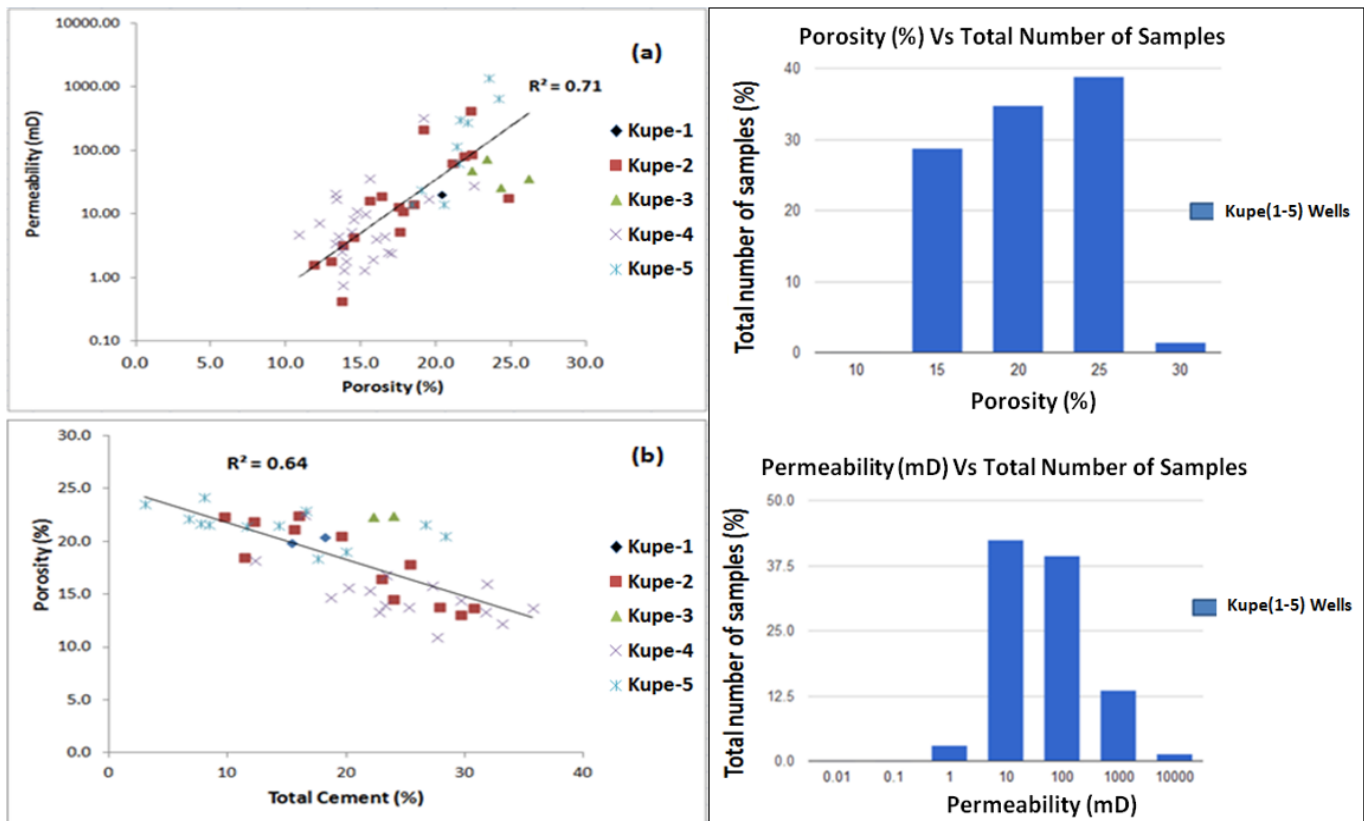 (a)
R² = 0.71
Permeability (mD)
10000.00
1000.00
100.00
10.00
1.00
0.10
0.0
5.0
10.0
15.0
20.0
25.0
30.0
Porosity (%)
Kupe-1
Kupe-2
Kupe-3
Kupe-4
Kupe-5
(b)
R² = 0.64
Porosity (%)
30.0
25.0
20.0
15.0
10.0
5.0
0.0
0
10
20
30
40
Total Cement (%)
Kupe-1
Kupe-2
Kupe-3
Kupe-4
Kupe-5
Porosity (%) Vs Total Number of Samples
Total number of samples (%)
40
30
20
10
0
10
15
20
25
30
Porosity (%)
Kupe(1-5) Wells
Permeability (mD) Vs Total Number of Samples
Total number of samples (%)
50.0
37.5
25.0
12.5
0.0
0.01
0.1
1
10
100
1000
10000
Permeability (mD)
Kupe(1-5) Wells